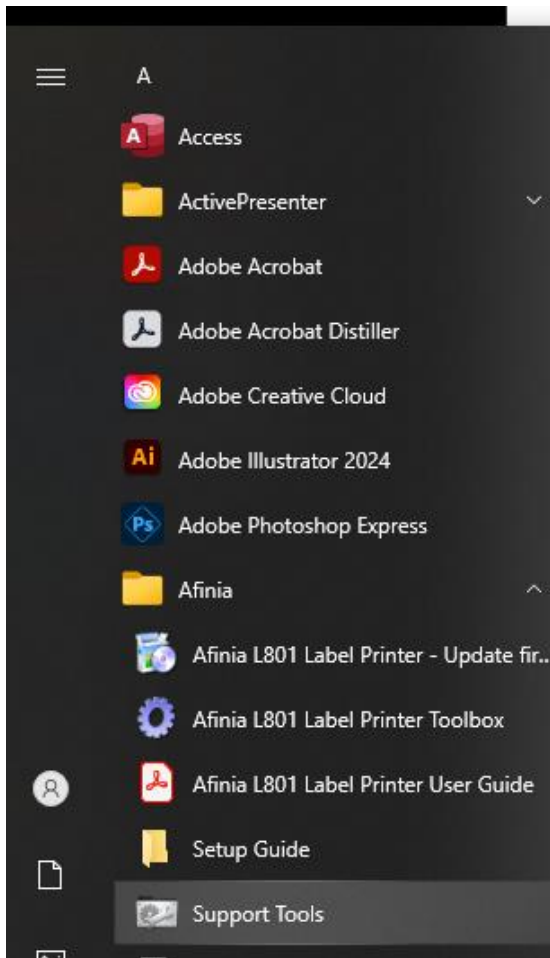 A
A Access
ActivePresenter
Adobe Acrobat
Adobe Acrobat Distiller
Adobe Creative Cloud
Ai Adobe Illustrator 2024
Ps Adobe Photoshop Express
Afinia
Afinia L801 Label Printer - Update fir...
Afinia L801 Label Printer Toolbox
Afinia L801 Label Printer User Guide
Setup Guide
Support Tools